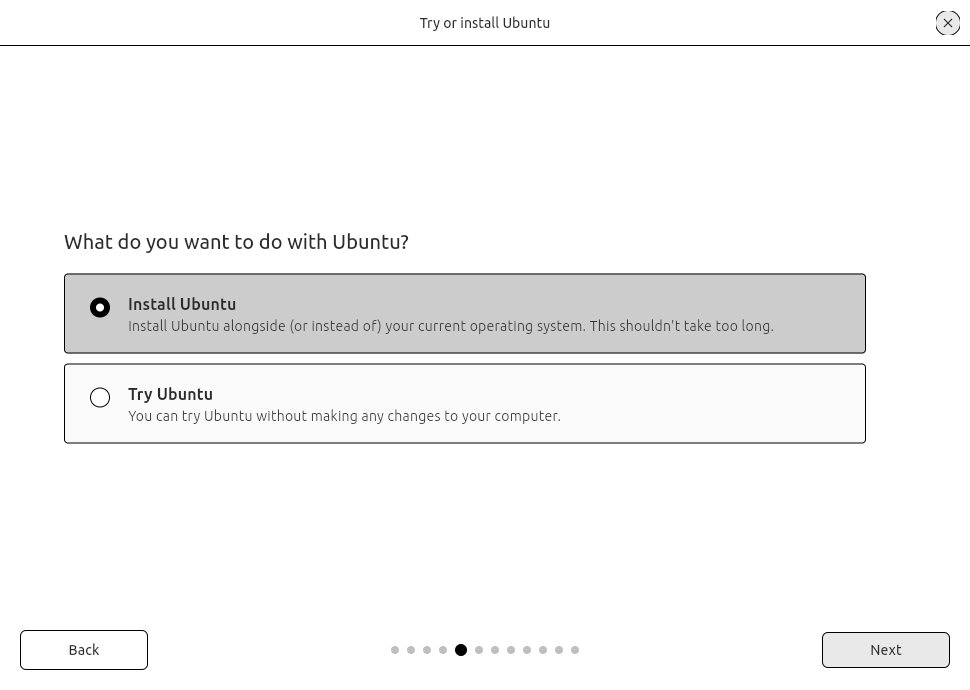 Try or install Ubuntu
What do you want to do with Ubuntu?
Install Ubuntu
Install Ubuntu alongside (or instead of) your current operating system. This shouldn't take too long.
Try Ubuntu
You can try Ubuntu without making any changes to your computer.
Back
Next